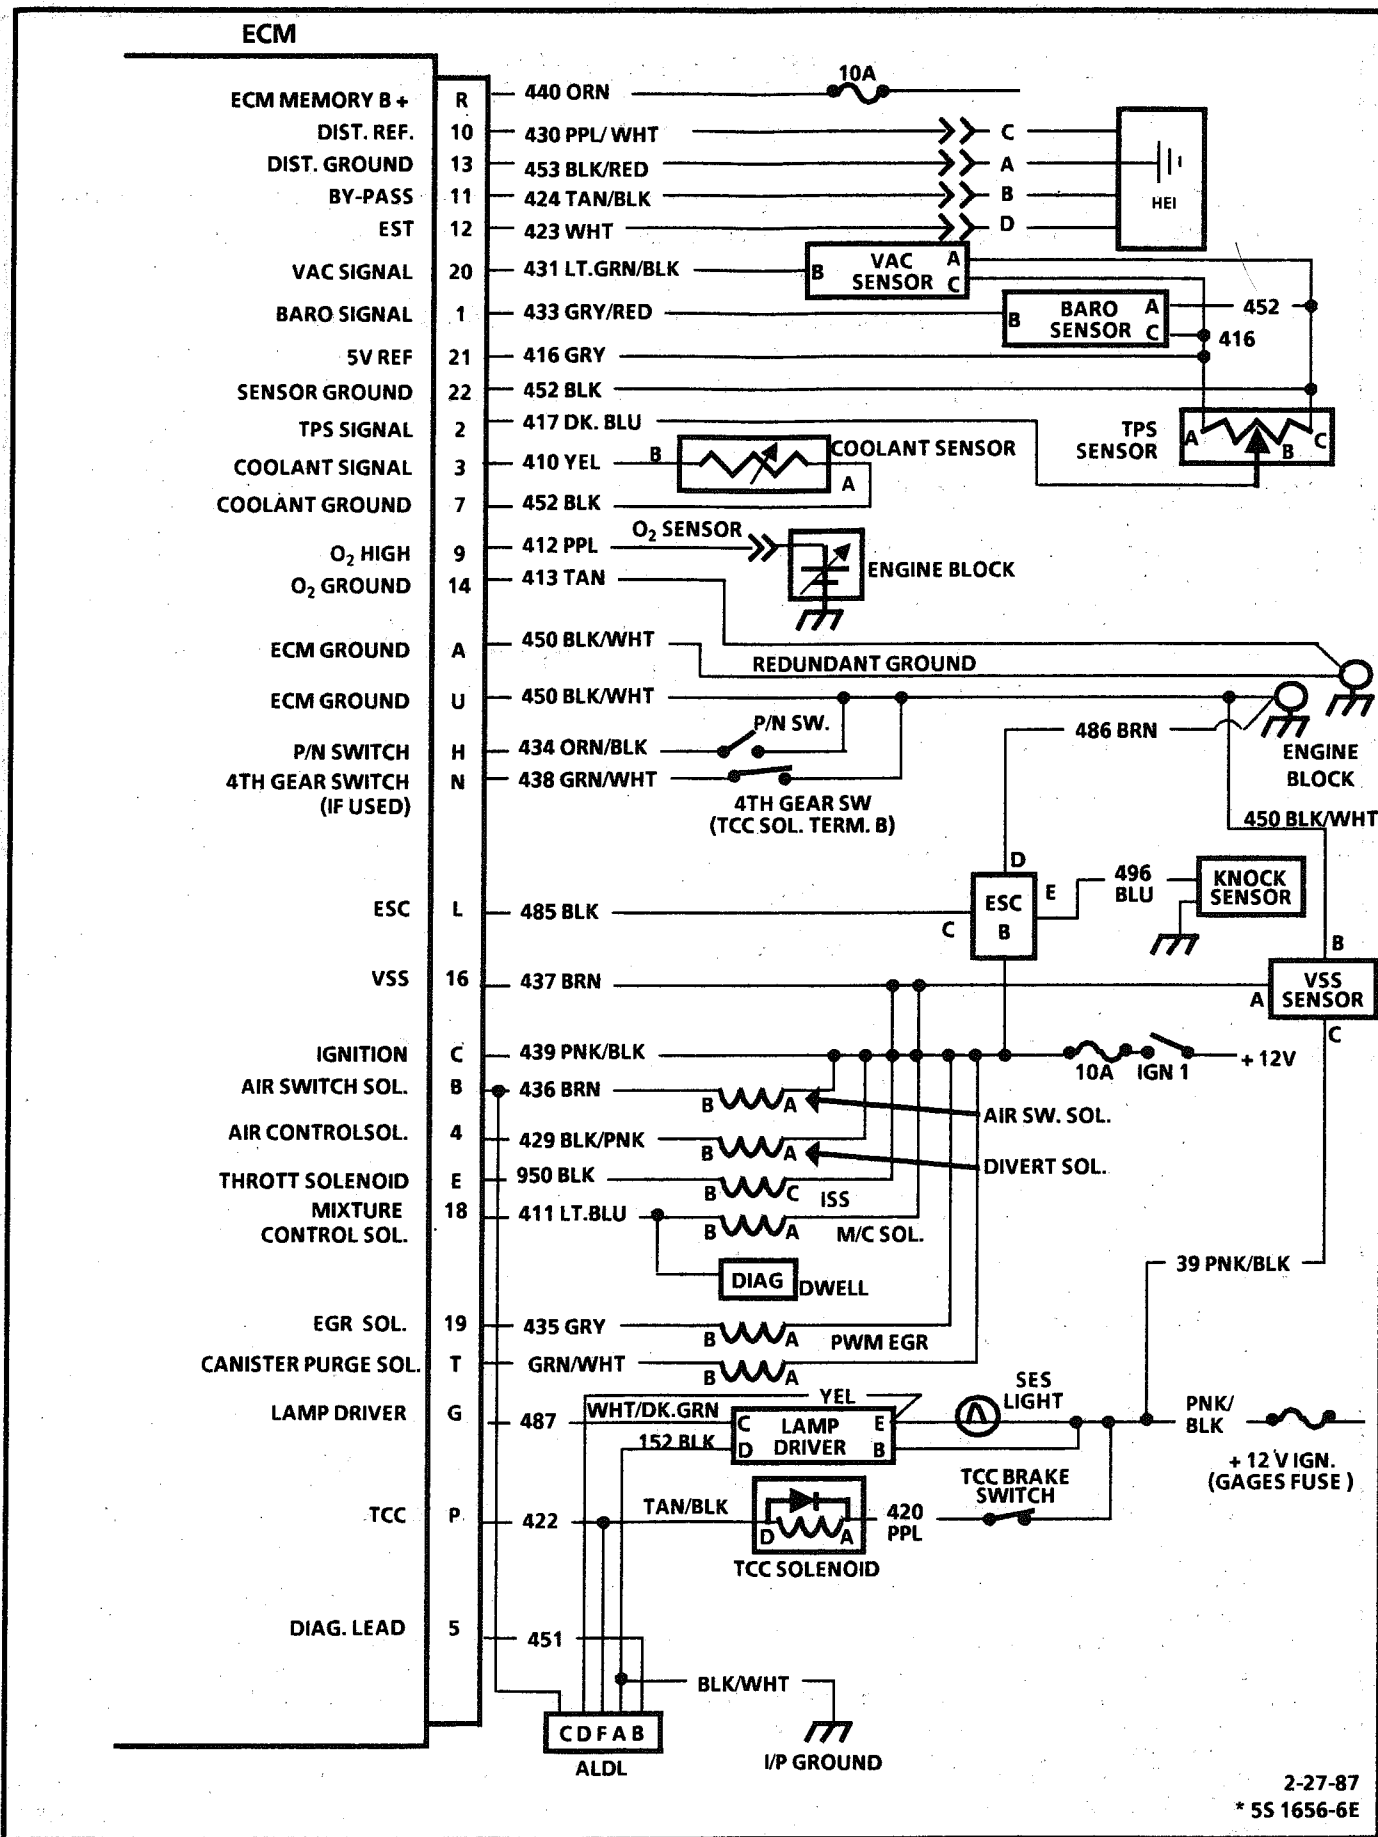 ECM
ECM MEMORY B + R 440 ORN 10A
DIST. REF. 10 430 PPL/ WHT C
DIST. GROUND 13 453 BLK/RED A
BY-PASS 11 424 TAN/BLK B HEI
EST 12 423 WHT D
VAC SIGNAL 20 431 LT.GRN/BLK B VAC SENSOR A C
BARO SIGNAL 1 433 GRY/RED B BARO SENSOR A C 452
5V REF 21 416 GRY 416
SENSOR GROUND 22 452 BLK
TPS SIGNAL 2 417 DK. BLU TPS SENSOR A B C
COOLANT SIGNAL 3 410 YEL B COOLANT SENSOR A
COOLANT GROUND 7 452 BLK
O2 HIGH 9 412 PPL O2 SENSOR ENGINE BLOCK
O2 GROUND 14 413 TAN
ECM GROUND A 450 BLK/WHT REDUNDANT GROUND
ECM GROUND U 450 BLK/WHT
P/N SW. 486 BRN
P/N SWITCH H 434 ORN/BLK ENGINE BLOCK
4TH GEAR SWITCH N 438 GRN/WHT
(IF USED) 4TH GEAR SW
(TCC SOL. TERM. B) 450 BLK/WHT
D
ESC L 485 BLK C ESC B E 496 BLU KNOCK SENSOR
B
VSS 16 437 BRN A VSS SENSOR
C
IGNITION C 439 PNK/BLK 10A IGN 1 + 12V
AIR SWITCH SOL. B 436 BRN B A AIR SW. SOL.
AIR CONTROLSOL. 4 429 BLK/PNK B A DIVERT SOL.
THROTT SOLENOID E 950 BLK B C ISS
MIXTURE CONTROL SOL. 18 411 LT.BLU B A M/C SOL.
39 PNK/BLK
DIAG DWELL
EGR SOL. 19 435 GRY B A PWM EGR
CANISTER PURGE SOL. T GRN/WHT B A
YEL SES LIGHT
LAMP DRIVER G 487 WHT/DK.GRN C LAMP DRIVER E PNK/ BLK
152 BLK D B
+ 12 V IGN.
(GAGES FUSE )
TCC BRAKE SWITCH
TCC P 422 TAN/BLK D A 420 PPL
TCC SOLENOID
DIAG. LEAD 5 451
BLK/WHT
C D F A B
ALDL
I/P GROUND
2-27-87
* 5S 1656-6E